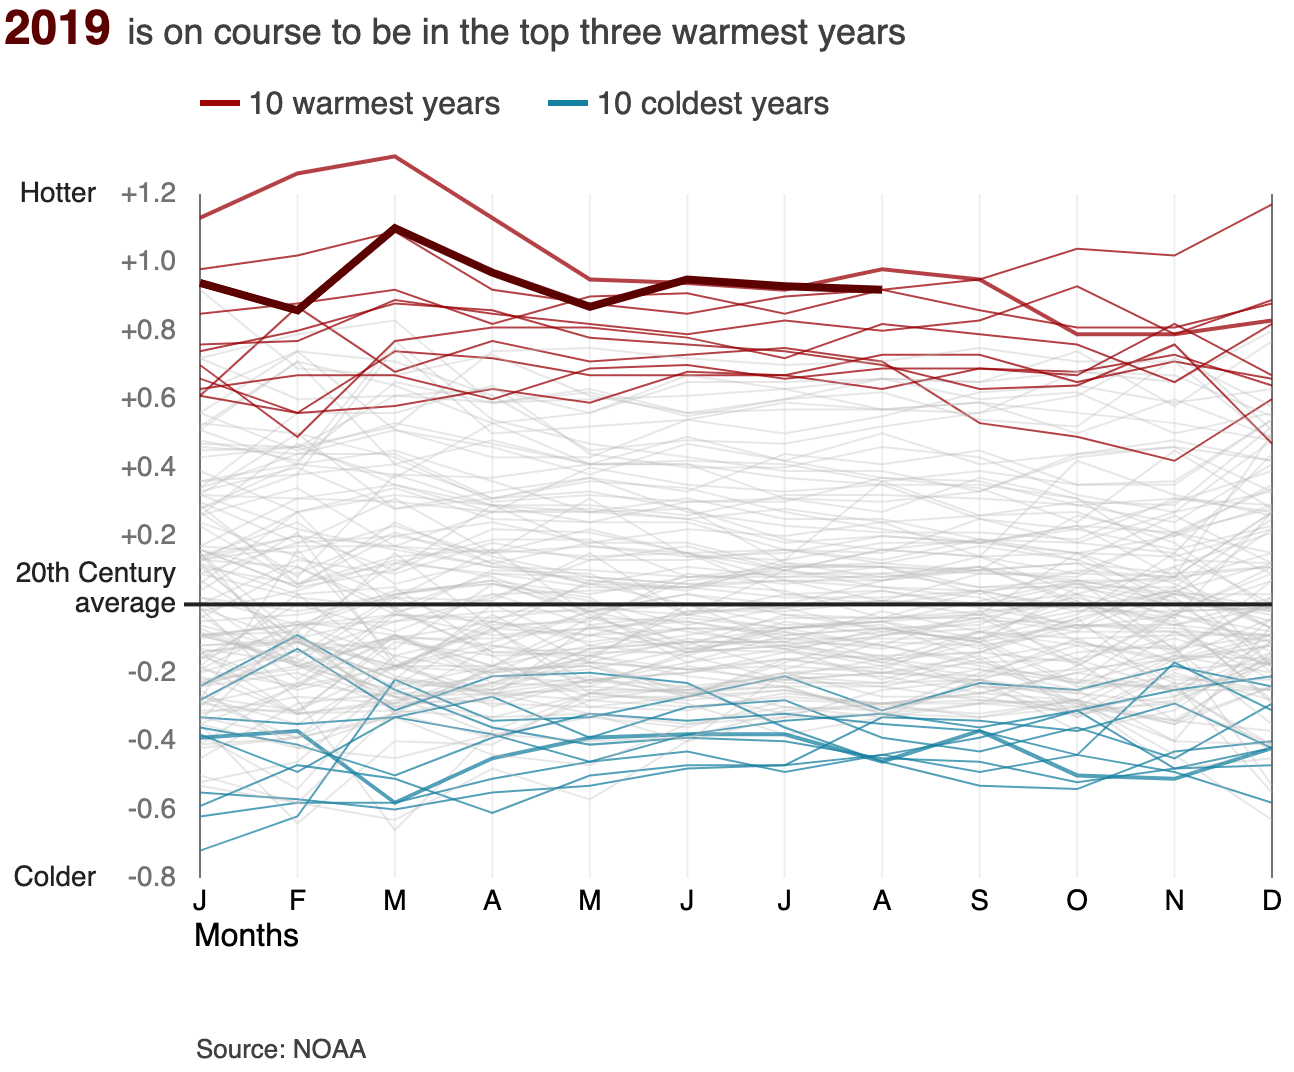 2019 is on course to be in the top three warmest years
10 warmest years 10 coldest years
Hotter +1.2
+1.0
+0.8
+0.6
+0.4
+0.2
20th Century
average
-0.2
-0.4
-0.6
Colder -0.8
J F M A M J J A S O N D
Months
Source: NOAA